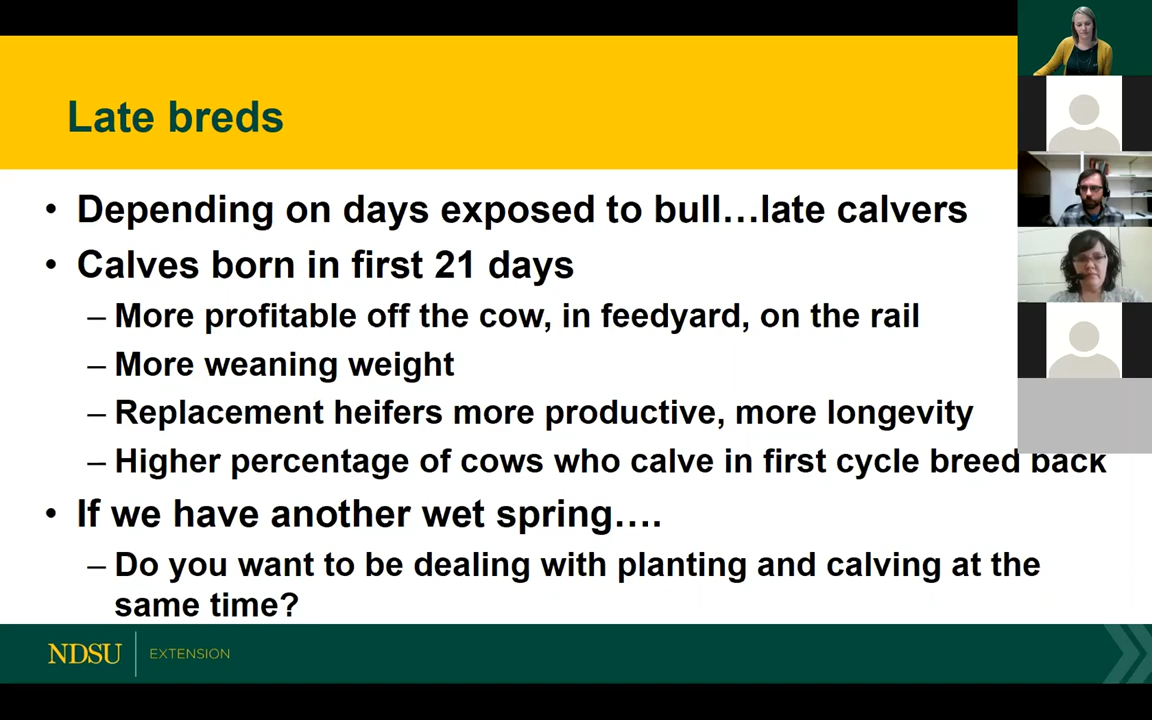 Late breds
• Depending on days exposed to bull…late calvers
• Calves born in first 21 days
– More profitable off the cow, in feedyard, on the rail
– More weaning weight
– Replacement heifers more productive, more longevity
– Higher percentage of cows who calve in first cycle breed back
• If we have another wet spring….
– Do you want to be dealing with planting and calving at the
same time?
NDSU EXTENSION